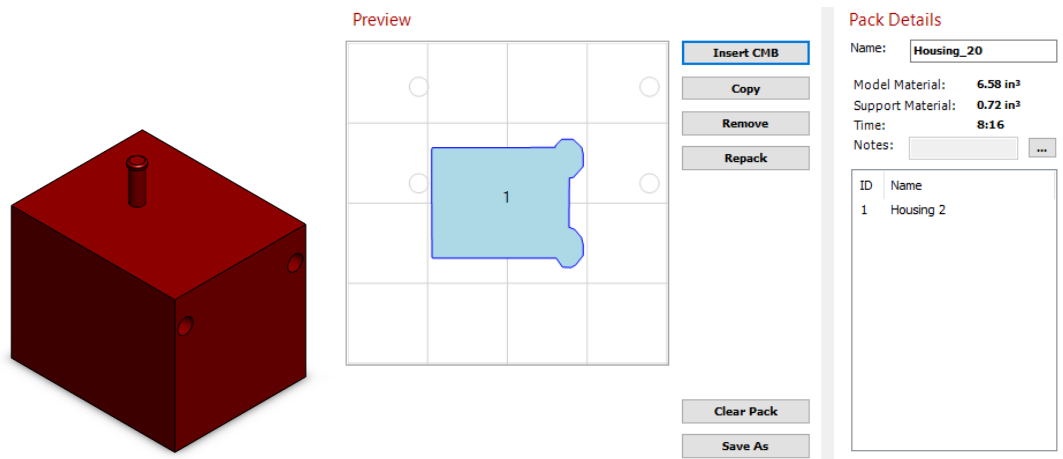 Preview
1
Insert CMB
Copy
Remove
Repack
Clear Pack
Save As
Pack Details
Name: Housing_20
Model Material: 6.58 in³
Support Material: 0.72 in³
Time: 8:16
Notes: ...
ID Name
1 Housing 2